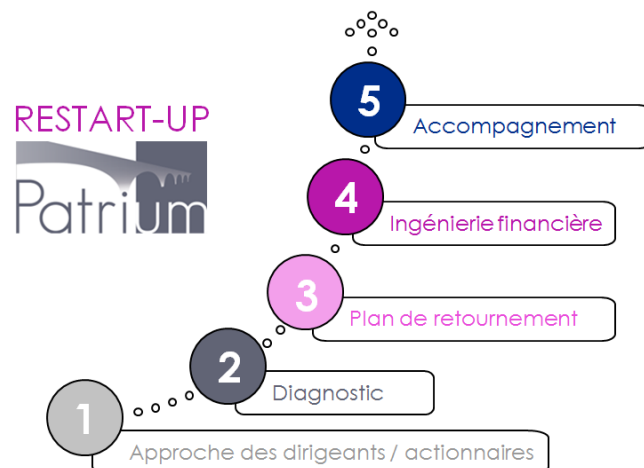 RESTART-UP
Patrium
5
Accompagnement
4
Ingénierie financière
3
Plan de retournement
2
Diagnostic
1
Approche des dirigeants / actionnaires